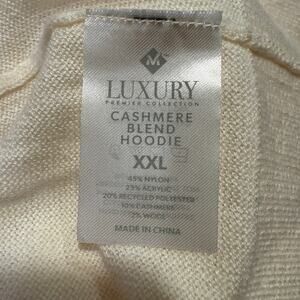 M
LUXURY
PREMIER COLLECTION
CASHMERE
BLEND
HOODIE
XXL
45% NYLON
25% ACRYLIC
20% RECYCLED POLYESTER
10% CASHMERE
MADE IN CHINA